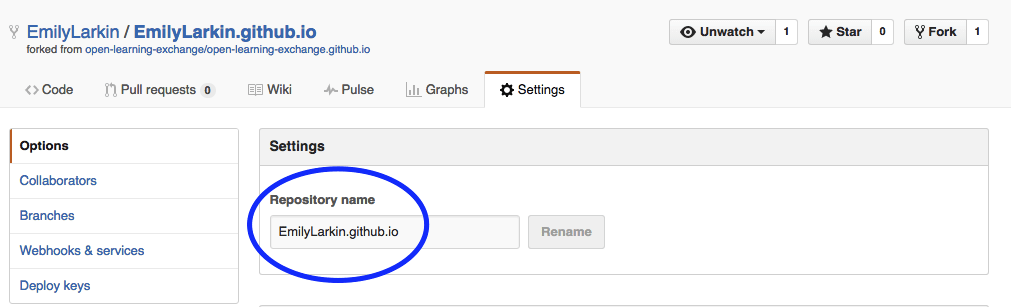 EmilyLarkin / EmilyLarkin.github.io
forked from open-learning-exchange/open-learning-exchange.github.io
Unwatch 1 Star 0 Fork 1
Code Pull requests 0 Wiki Pulse Graphs Settings
Options
Collaborators
Branches
Webhooks & services
Deploy keys
Settings
Repository name
EmilyLarkin.github.io Rename